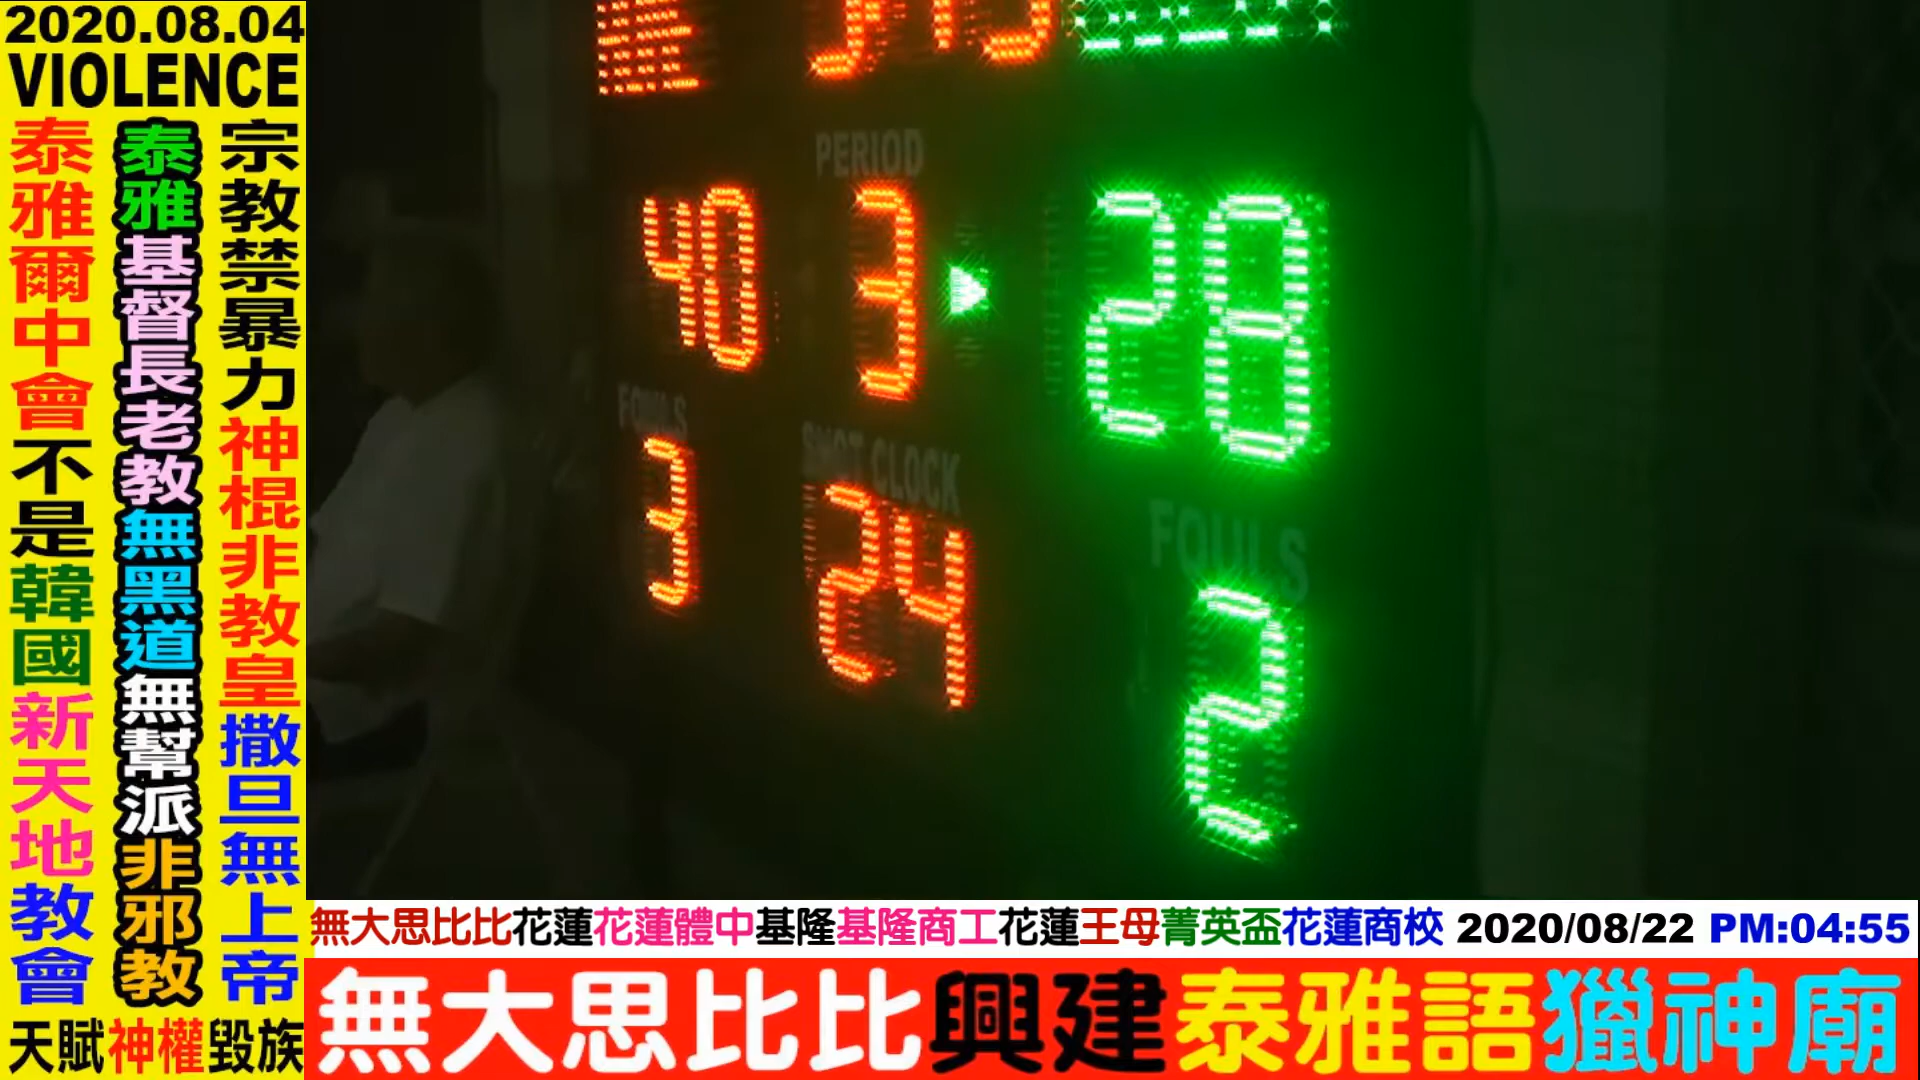 2020.08.04
VIOLENCE
宗教禁暴力神棍非教皇撒旦無上帝
泰雅基督長老教無黑道無幫派非邪教
泰雅爾中會不是韓國新天地教會
天賦神權毀族
PERIOD
40 3 28
FOULS
SHOT CLOCK
FOULS
3 24 2
無大思比比花蓮花蓮體中基隆基隆商工花蓮王母菁英盃花蓮商校 2020/08/22 PM:04:55
無大思比比興建泰雅語獵神廟